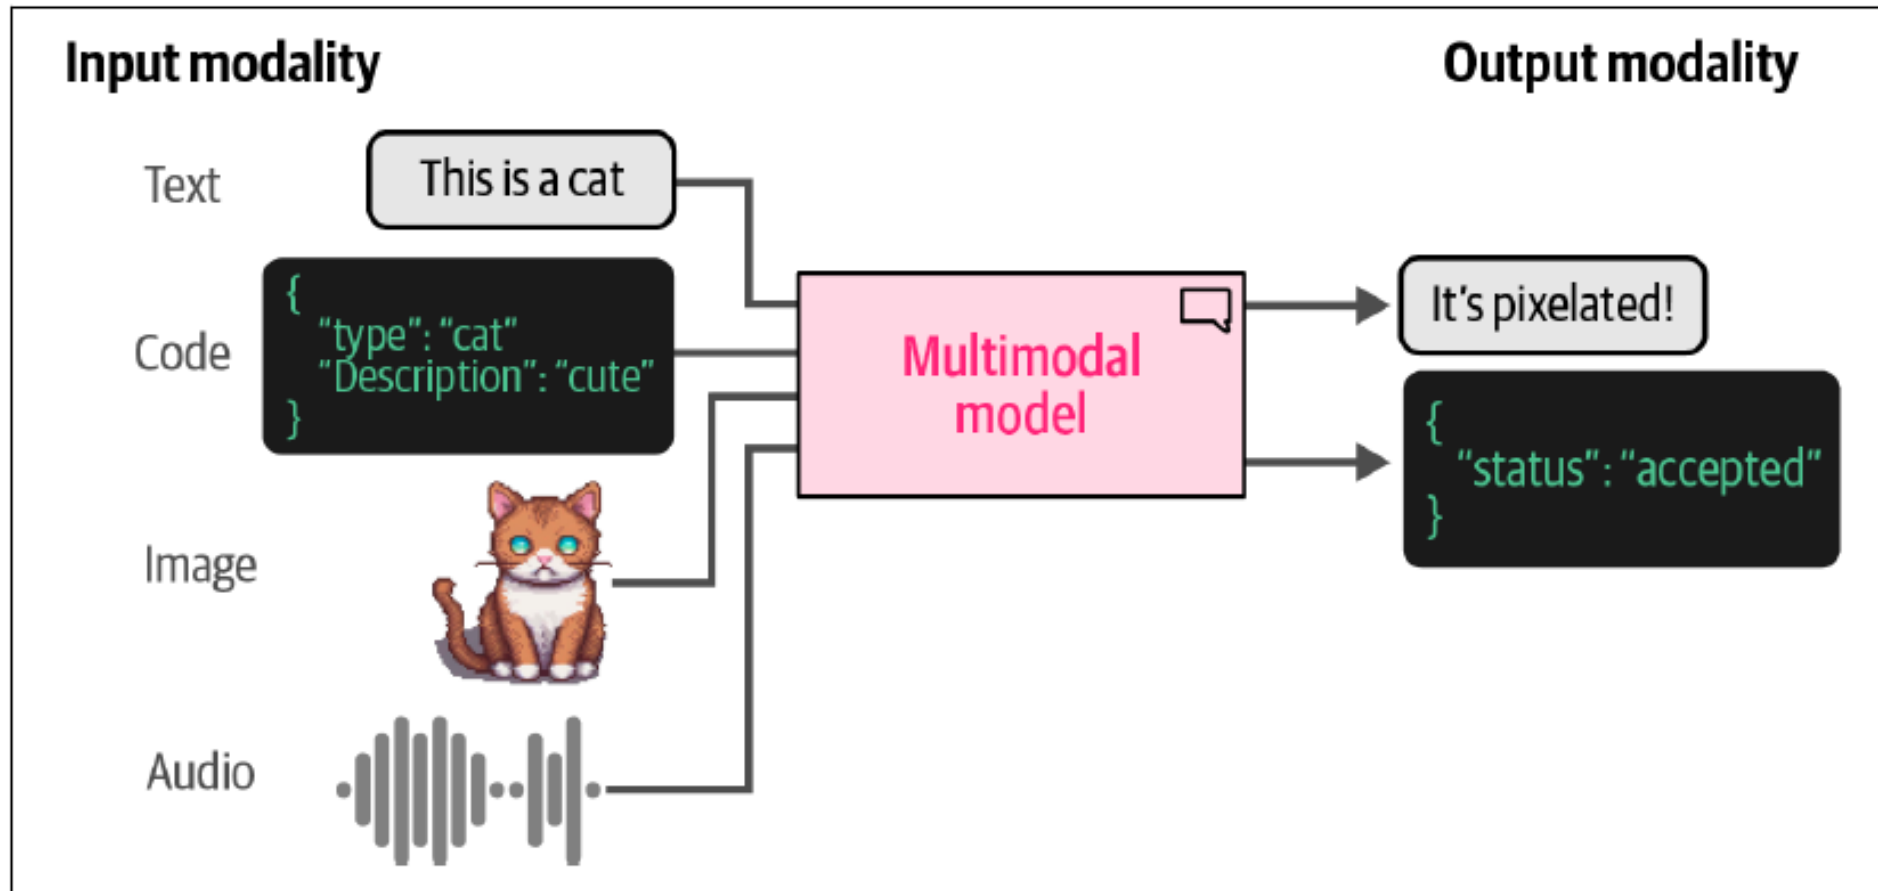 Input modality
Output modality
Text
This is a cat
Code
{
“type”: “cat”
“Description”: “cute”
}
Image
Audio
Multimodal
model
It’s pixelated!
{
“status”: “accepted”
}